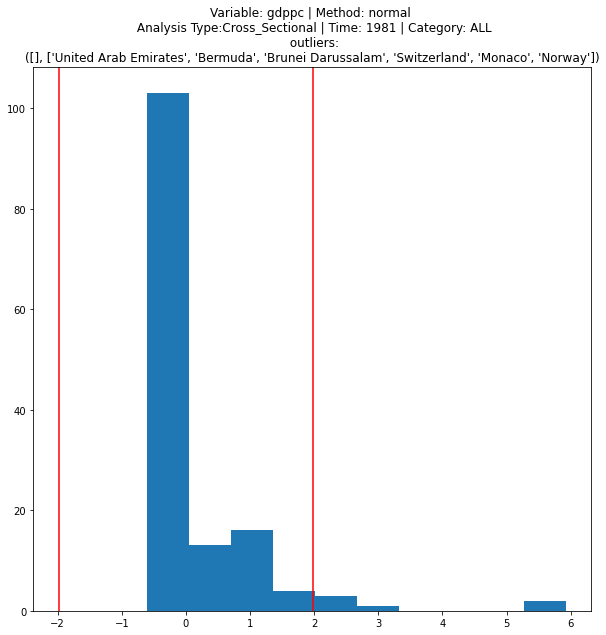 Variable: gdppc | Method: normal
Analysis Type:Cross_Sectional | Time: 1981 | Category: ALL
outliers:
([], ['United Arab Emirates', 'Bermuda', 'Brunei Darussalam', 'Switzerland', 'Monaco', 'Norway'])
100
80
60
40
20
0
−2 −1 0 1 2 3 4 5 6